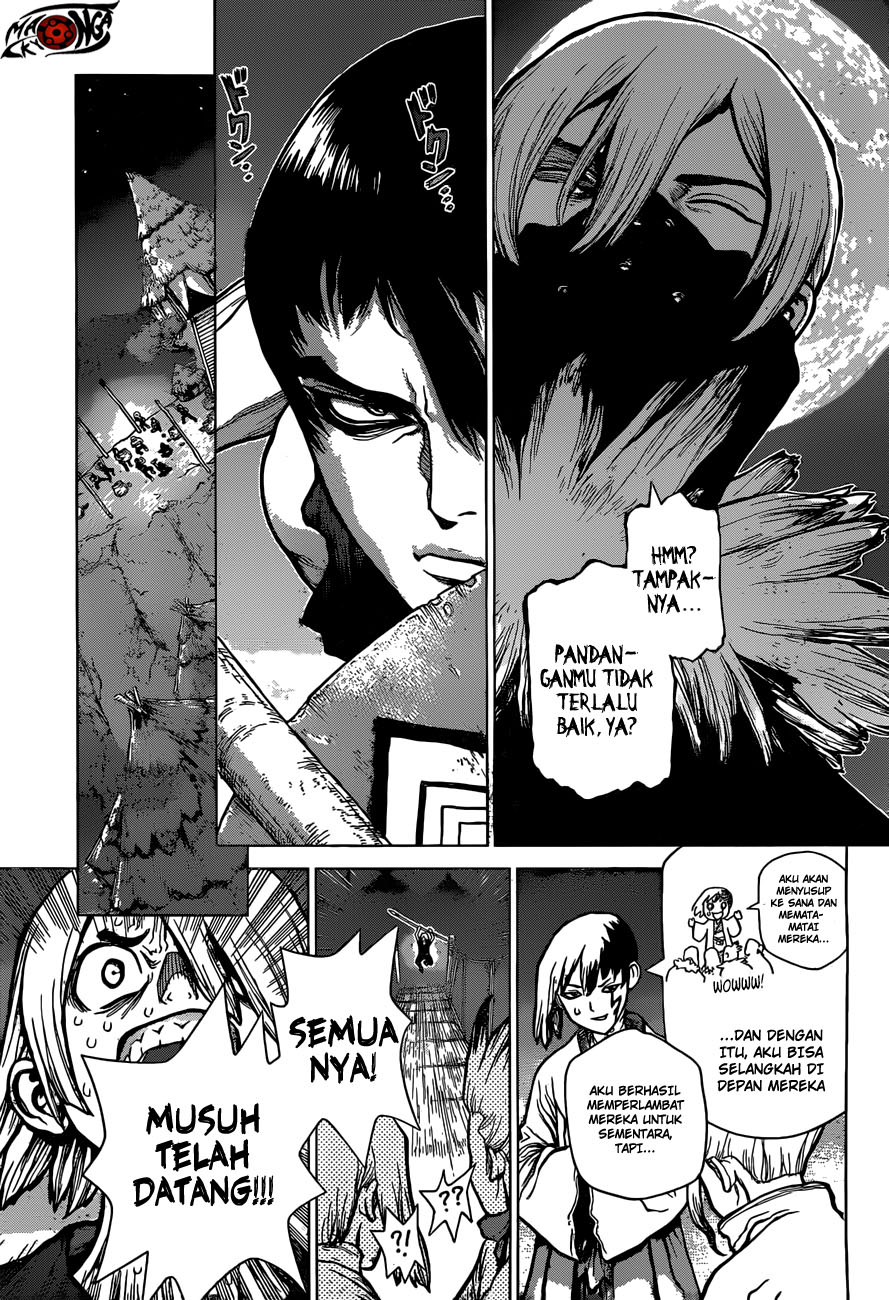 MANGA
KYO
HMM?
TAMPAK-
NYA...
PANDAN-
GANMU TIDAK
TERLALU
BAIK, YA?
ドクン…
ドクン…
AKU AKAN
MENYUSUP
KE SANA DAN
MEMATA-
MATAI
MEREKA...
WOWWW!
...DAN DENGAN
ITU, AKU BISA
SELANGKAH DI
DEPAN MEREKA
AKU BERHASIL
MEMPERLAMBAT
MEREKA UNTUK
SEMENTARA,
TAPI...
SEMUA
NYA!
??
?!
MUSUH
TELAH
DATANG!!!